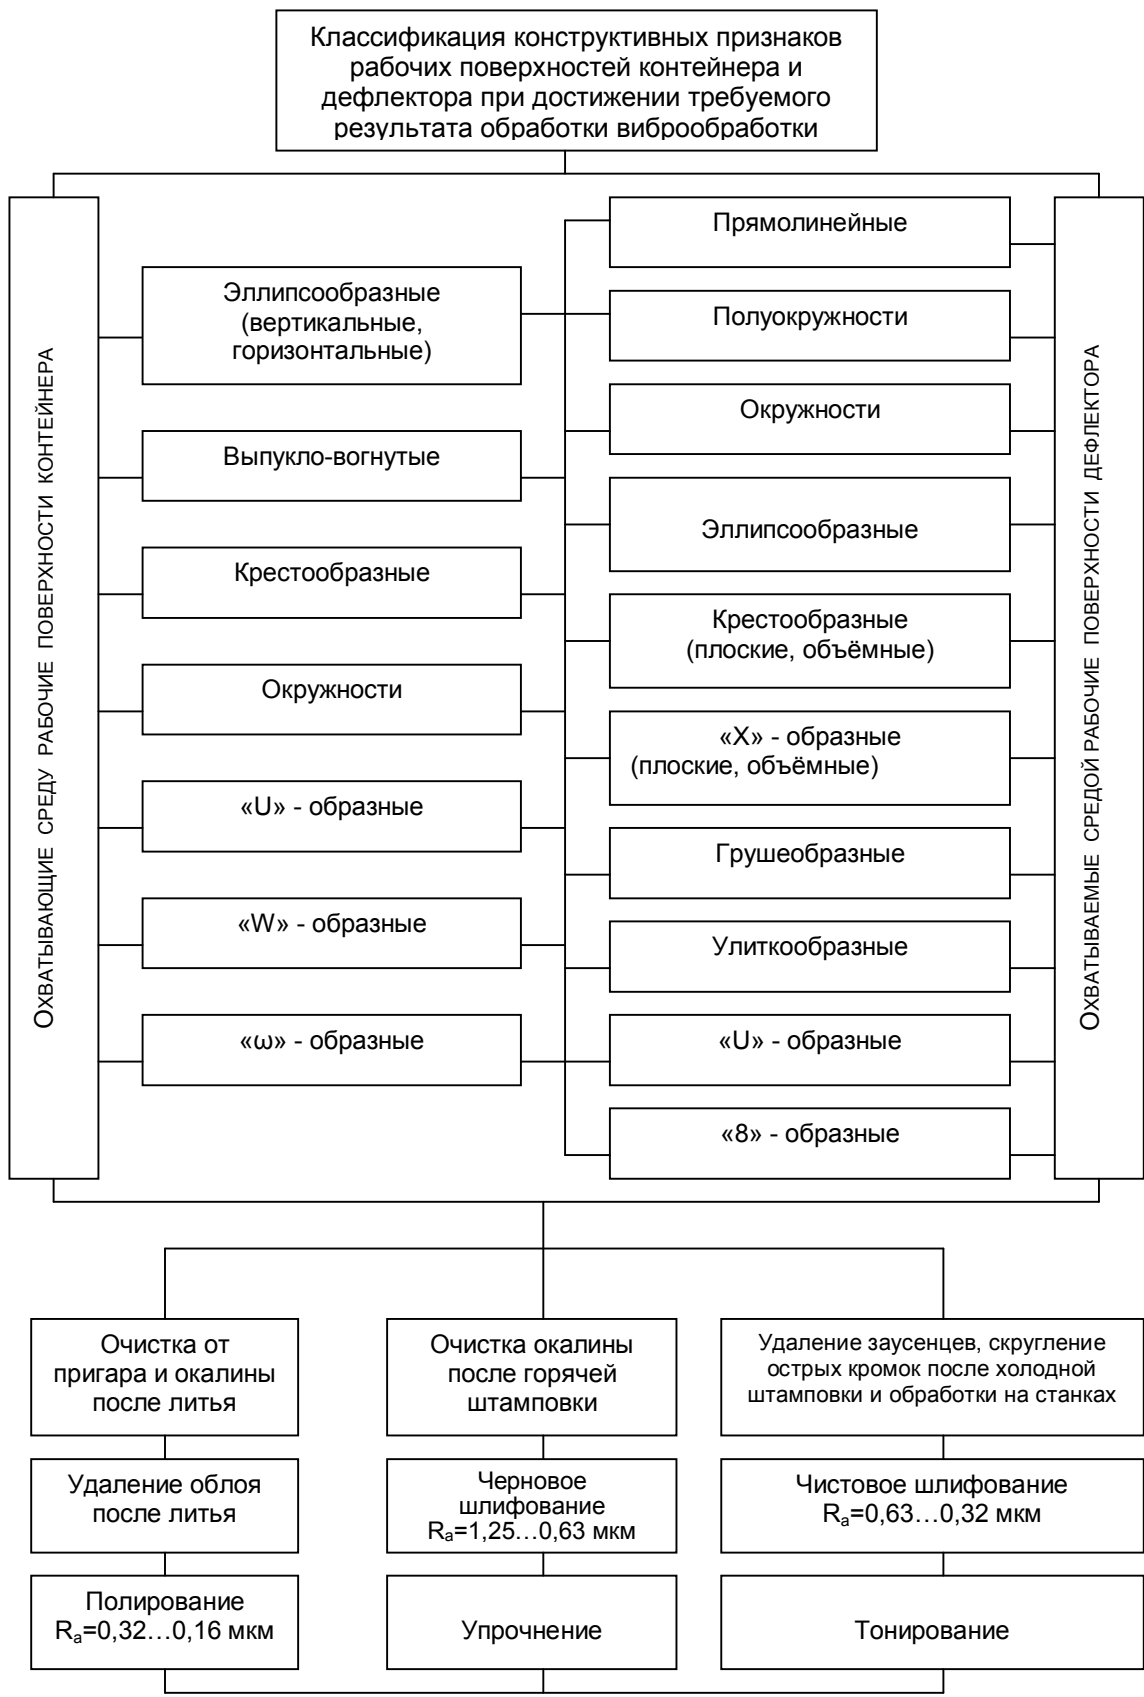 Классификация конструктивных признаков
рабочих поверхностей контейнера и
дефлектора при достижении требуемого
результата обработки виброобработки
ОХВАТЫВАЮЩИЕ СРЕДУ РАБОЧИЕ ПОВЕРХНОСТИ КОНТЕЙНЕРА
Эллипсообразные
(вертикальные,
горизонтальные)
Выпукло-вогнутые
Крестообразные
Окружности
«U» - образные
«W» - образные
«ω» - образные
Прямолинейные
Полуокружности
Окружности
Эллипсообразные
Крестообразные
(плоские, объёмные)
«X» - образные
(плоские, объёмные)
Грушеобразные
Улиткообразные
«U» - образные
«8» - образные
ОХВАТЫВАЕМЫЕ СРЕДОЙ РАБОЧИЕ ПОВЕРХНОСТИ ДЕФЛЕКТОРА
Очистка от
пригара и окалины
после литья
Очистка окалины
после горячей
штамповки
Удаление заусенцев, скругление
острых кромок после холодной
штамповки и обработки на станках
Удаление облоя
после литья
Черновое
шлифование
Rₐ=1,25…0,63 мкм
Чистовое шлифование
Rₐ=0,63…0,32 мкм
Полирование
Rₐ=0,32…0,16 мкм
Упрочнение
Тонирование